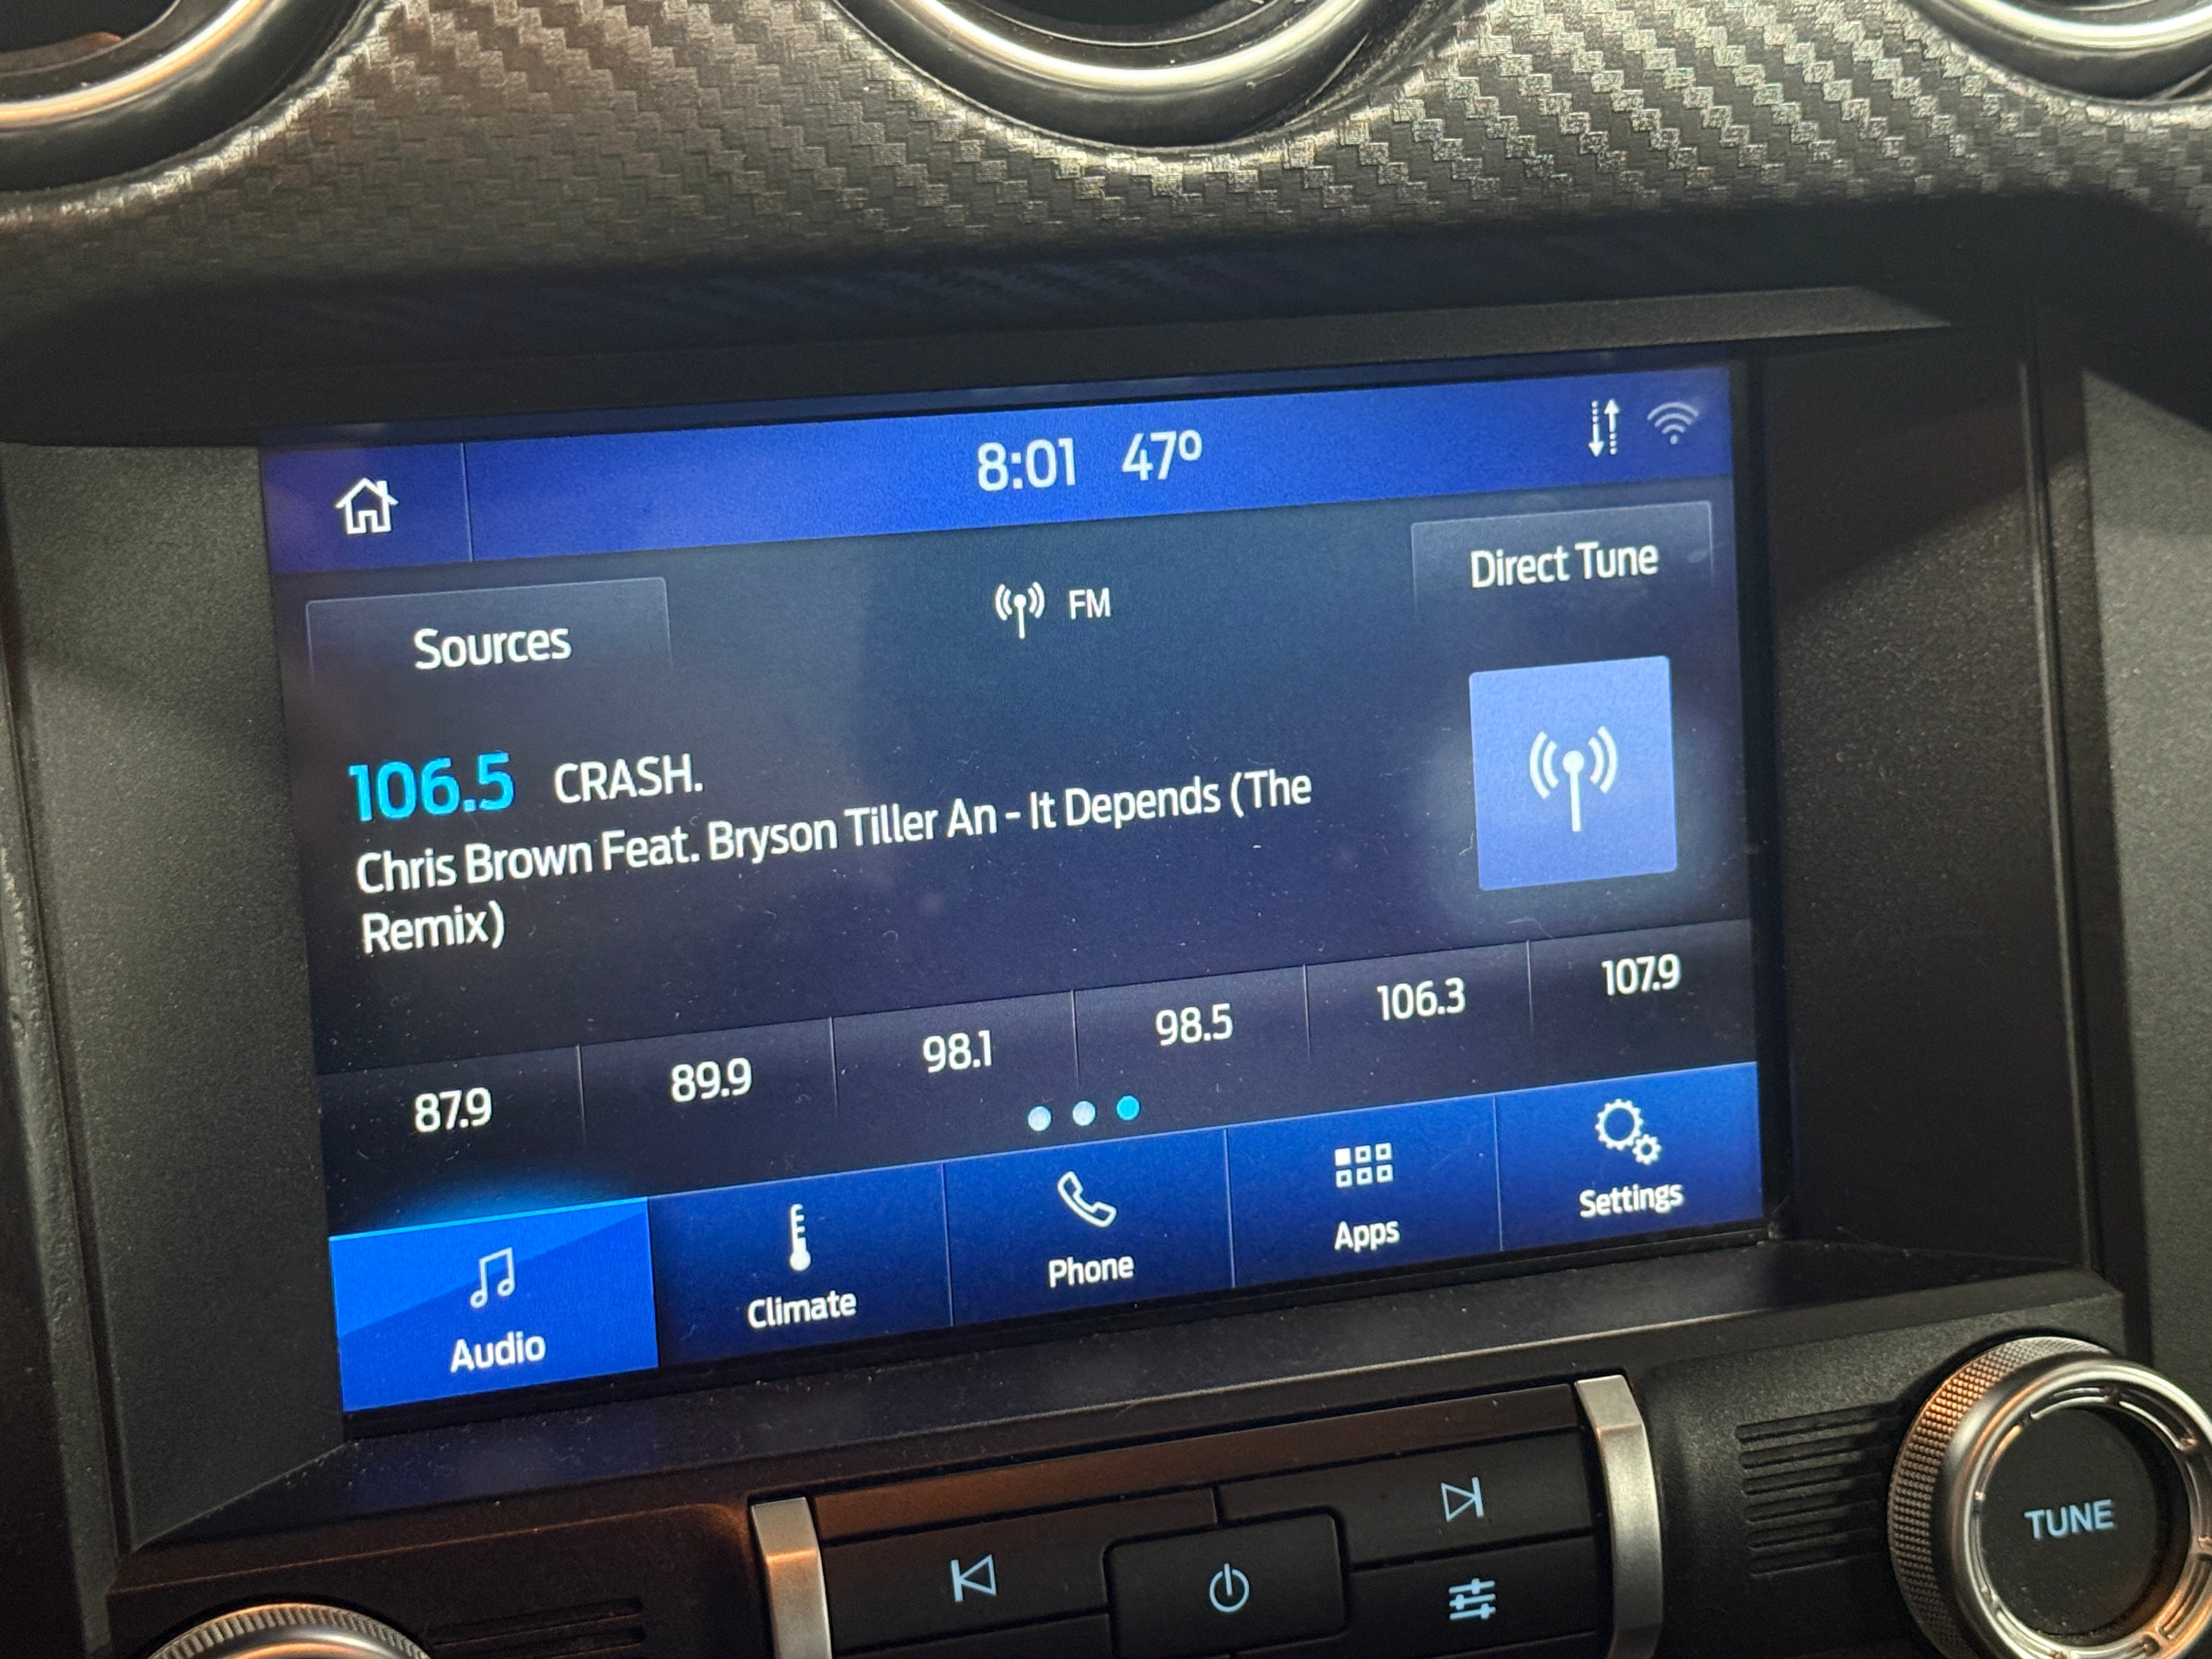 8:01 47º
Sources
FM
Direct Tune
106.5 CRASH.
Chris Brown Feat. Bryson Tiller An - It Depends (The
Remix)
87.9 89.9 98.1 98.5 106.3 107.9
Audio Climate Phone Apps Settings
TUNE